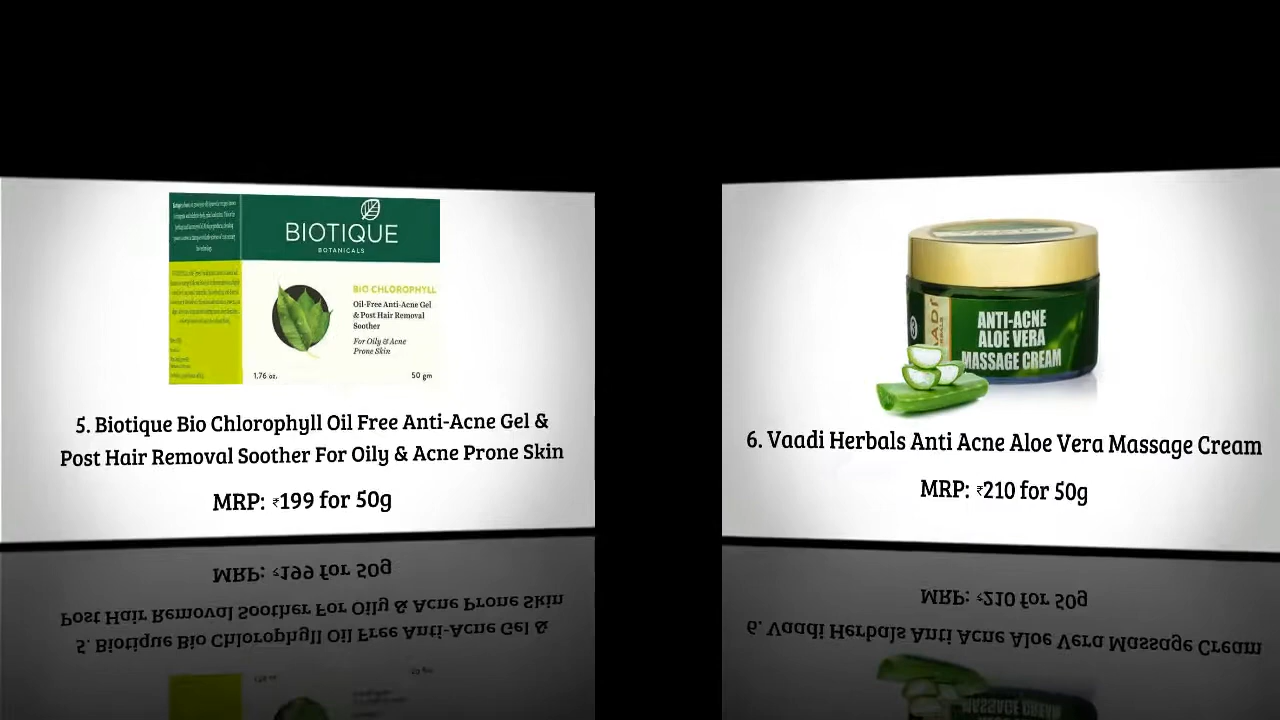 BIOTIQUE
BOTANICALS
BIO CHLOROPHYLL
Oil-Free Anti-Acne Gel
& Post Hair Removal
Soother
For Oily & Acne
Prone Skin
1.76 oz. 50 gm
5. Biotique Bio Chlorophyll Oil Free Anti-Acne Gel &
Post Hair Removal Soother For Oily & Acne Prone Skin
MRP: ₹199 for 50g
ANTI-ACNE
ALOE VERA
MASSAGE CREAM
6. Vaadi Herbals Anti Acne Aloe Vera Massage Cream
MRP: ₹210 for 50g